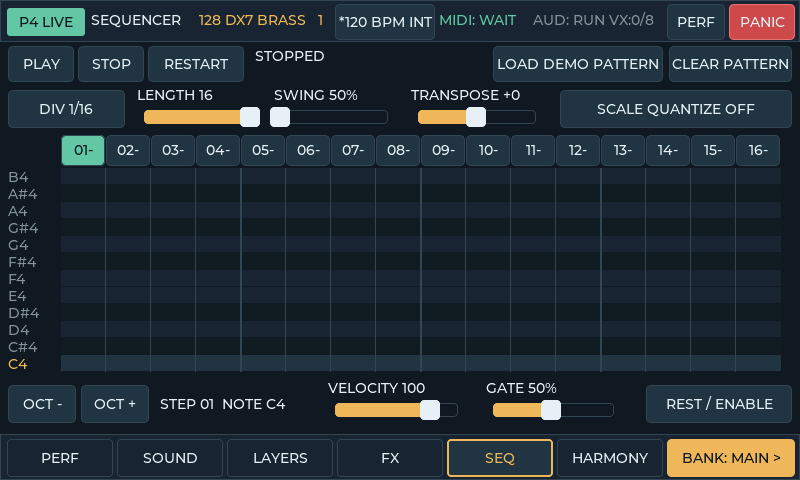 P4 LIVE SEQUENCER 128 DX7 BRASS 1 *120 BPM INT MIDI: WAIT AUD: RUN VX:0/8 PERF PANIC
PLAY STOP RESTART STOPPED LOAD DEMO PATTERN CLEAR PATTERN
DIV 1/16 LENGTH 16 SWING 50% TRANSPOSE +0 SCALE QUANTIZE OFF
01- 02- 03- 04- 05- 06- 07- 08- 09- 10- 11- 12- 13- 14- 15- 16-
B4
A#4
A4
G#4
G4
F#4
F4
E4
D#4
D4
C#4
C4
OCT - OCT + STEP 01 NOTE C4 VELOCITY 100 GATE 50% REST / ENABLE
PERF SOUND LAYERS FX SEQ HARMONY BANK: MAIN >